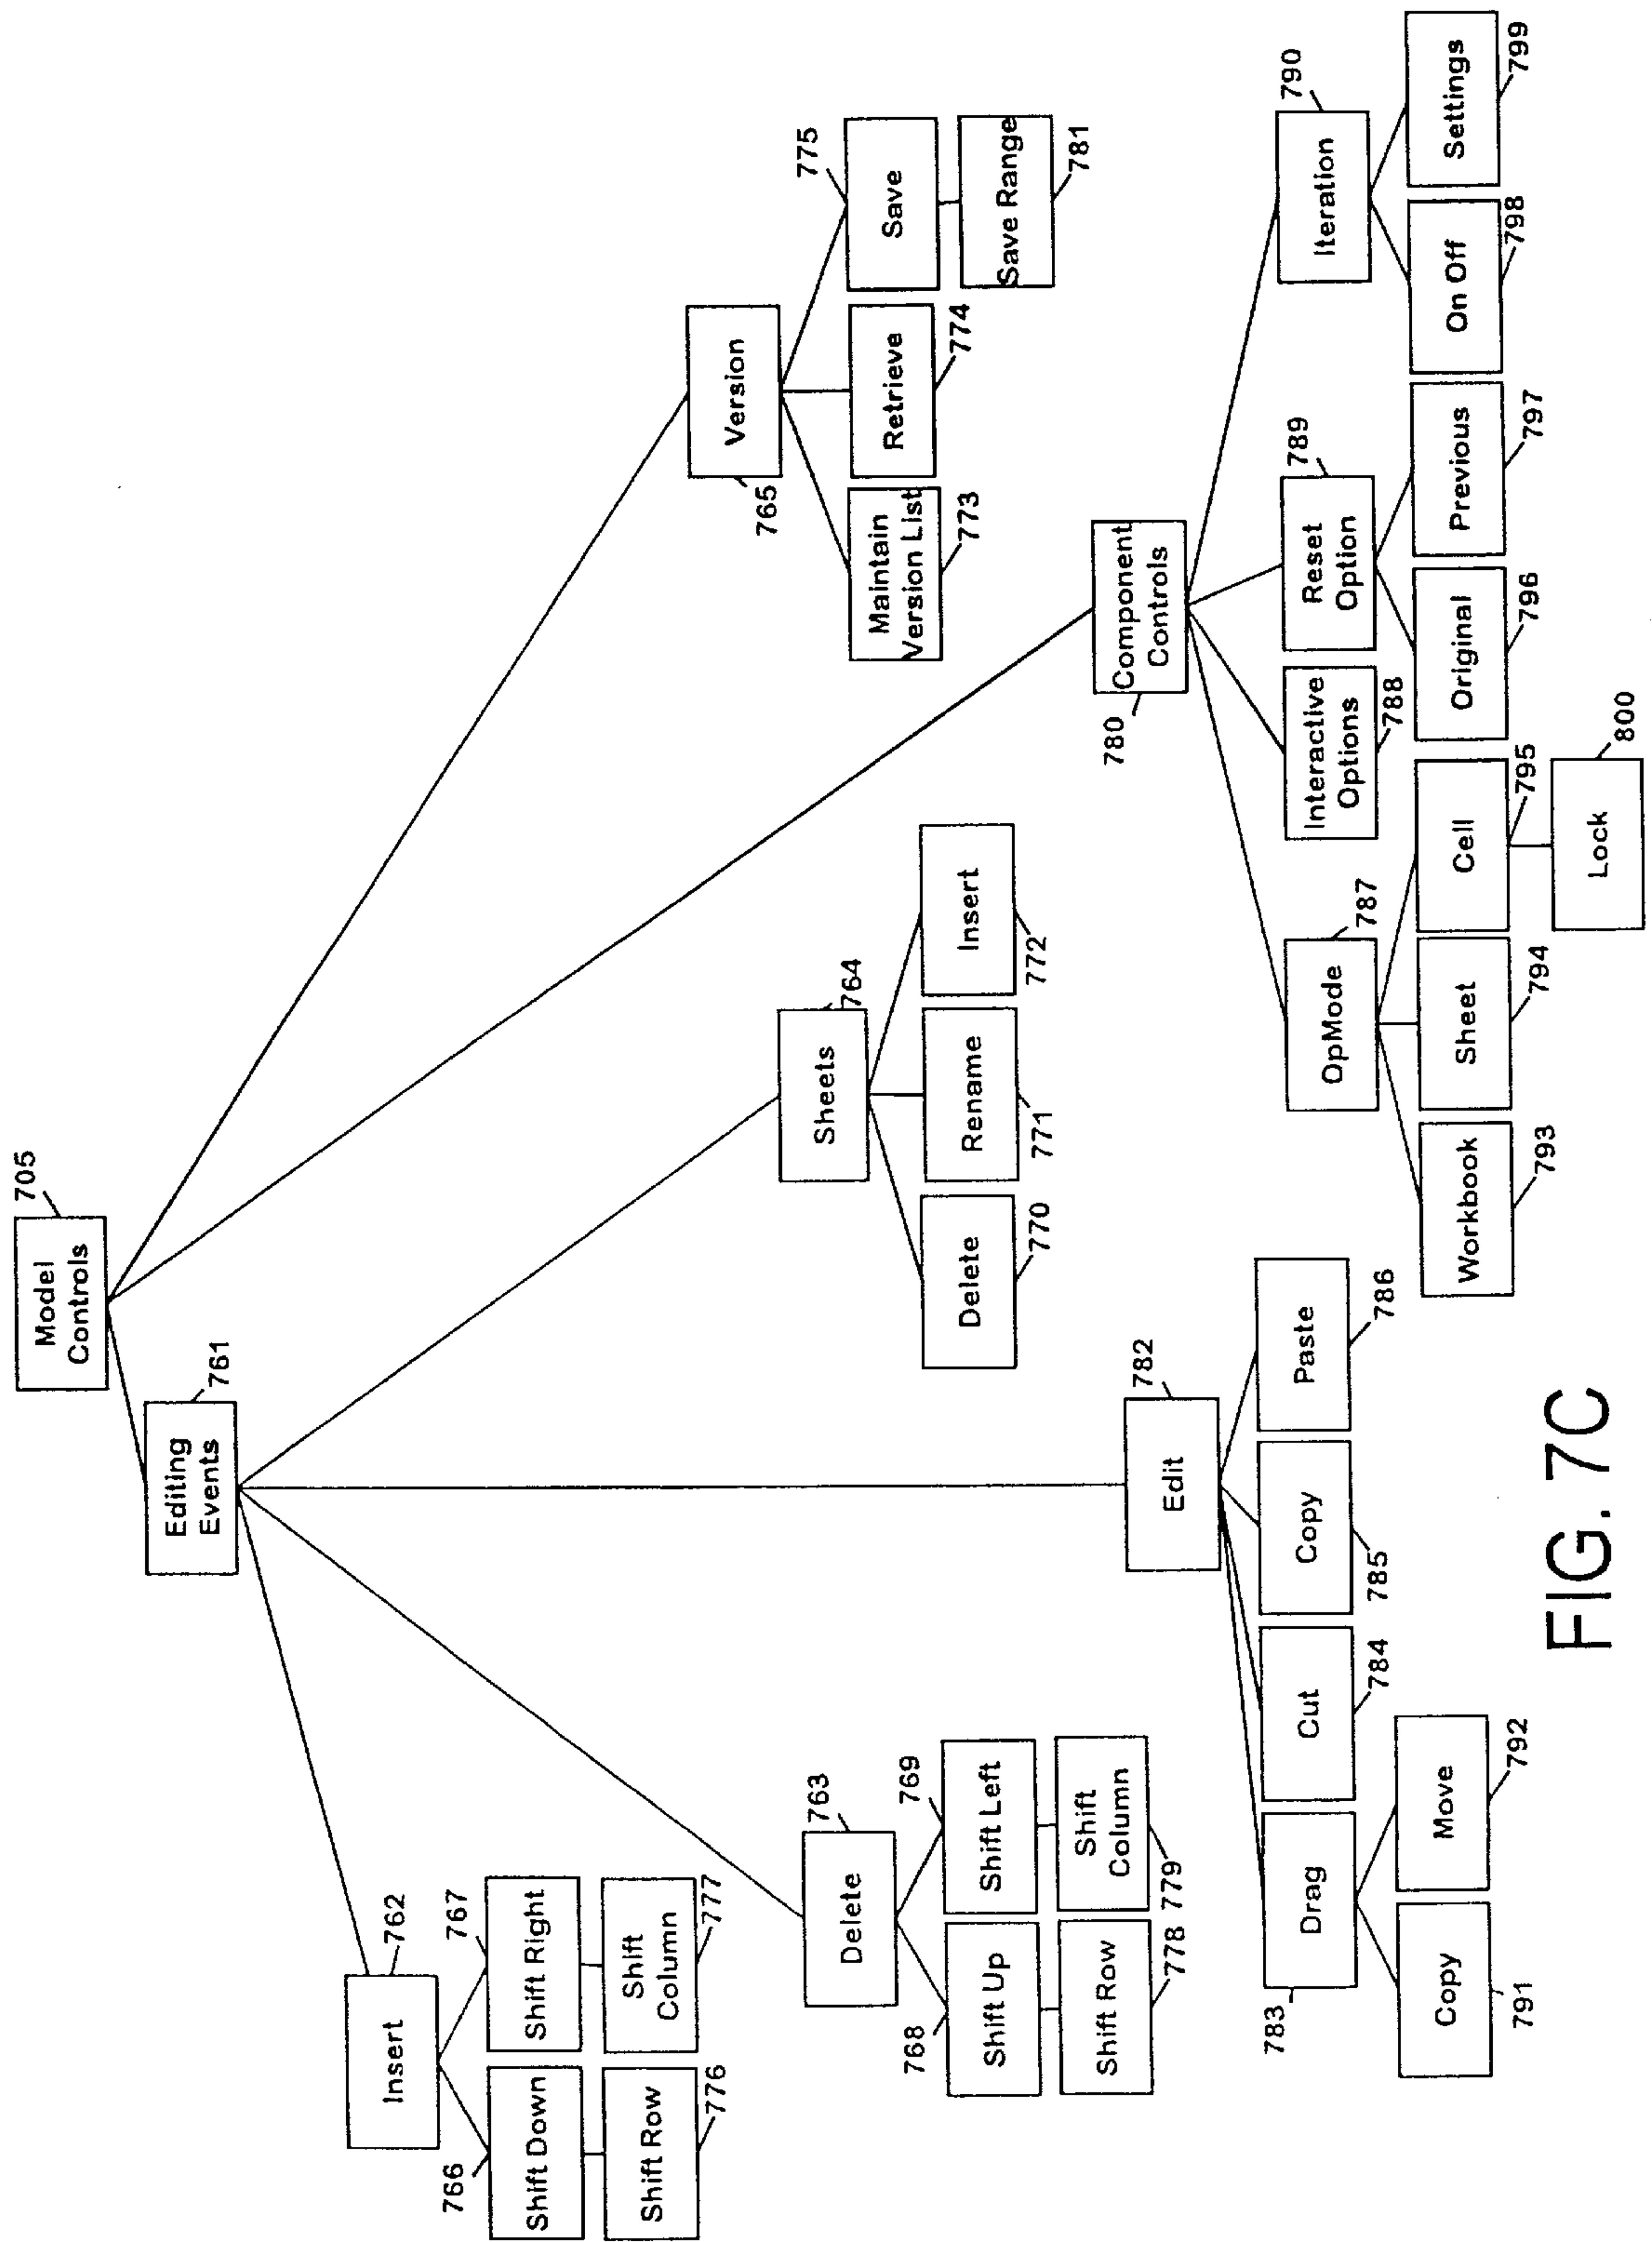 705
Model
Controls
761
Editing
Events
762
Insert
766
767
Shift Down
Shift Right
Shift Row
Shift
Column
776
777
765
Version
775
Maintain
Version List
Retrieve
Save
773
774
Save Range
781
764
Sheets
Delete
Rename
Insert
770
771
772
763
Delete
768
769
Shift Up
Shift Left
Shift Row
Shift
Column
778
779
782
Edit
783
Drag
Cut
Copy
Paste
784
785
786
Copy
Move
791
792
780
Component
Controls
787
789
790
OpMode
Interactive
Options
Reset
Option
Iteration
788
Workbook
Sheet
Cell
Original
Previous
On Off
Settings
793
794
795
796
797
798
799
Lock
800
FIG. 7C